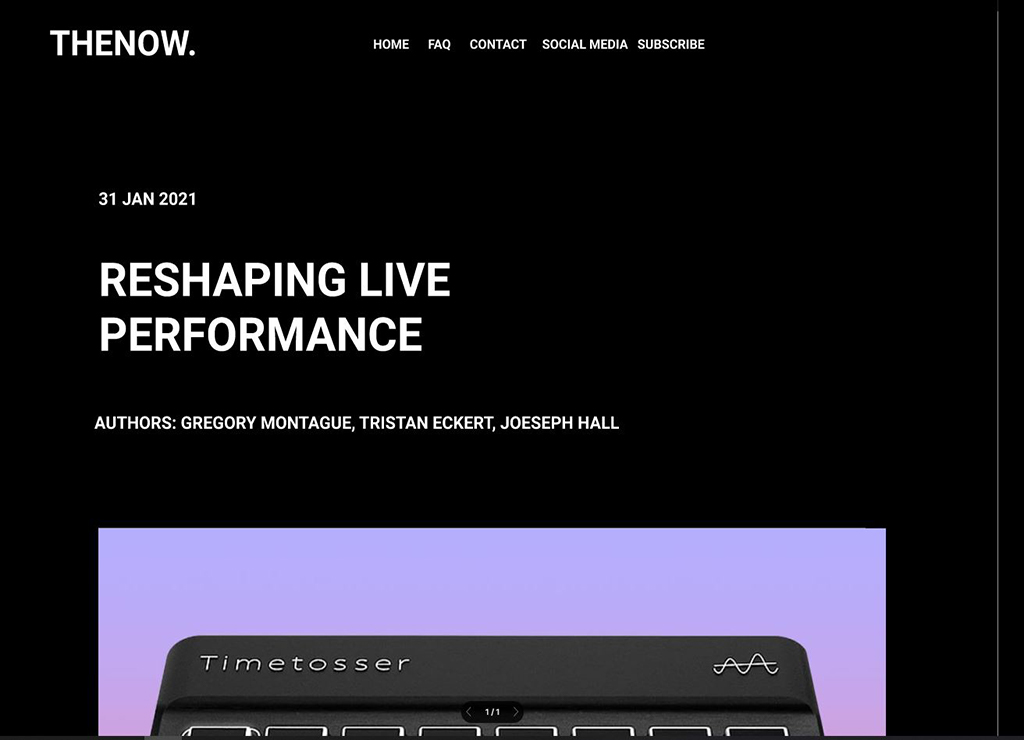 THENOW.
HOME FAQ CONTACT SOCIAL MEDIA SUBSCRIBE
31 JAN 2021
RESHAPING LIVE
PERFORMANCE
AUTHORS: GREGORY MONTAGUE, TRISTAN ECKERT, JOESEPH HALL
Timetosser
1/1